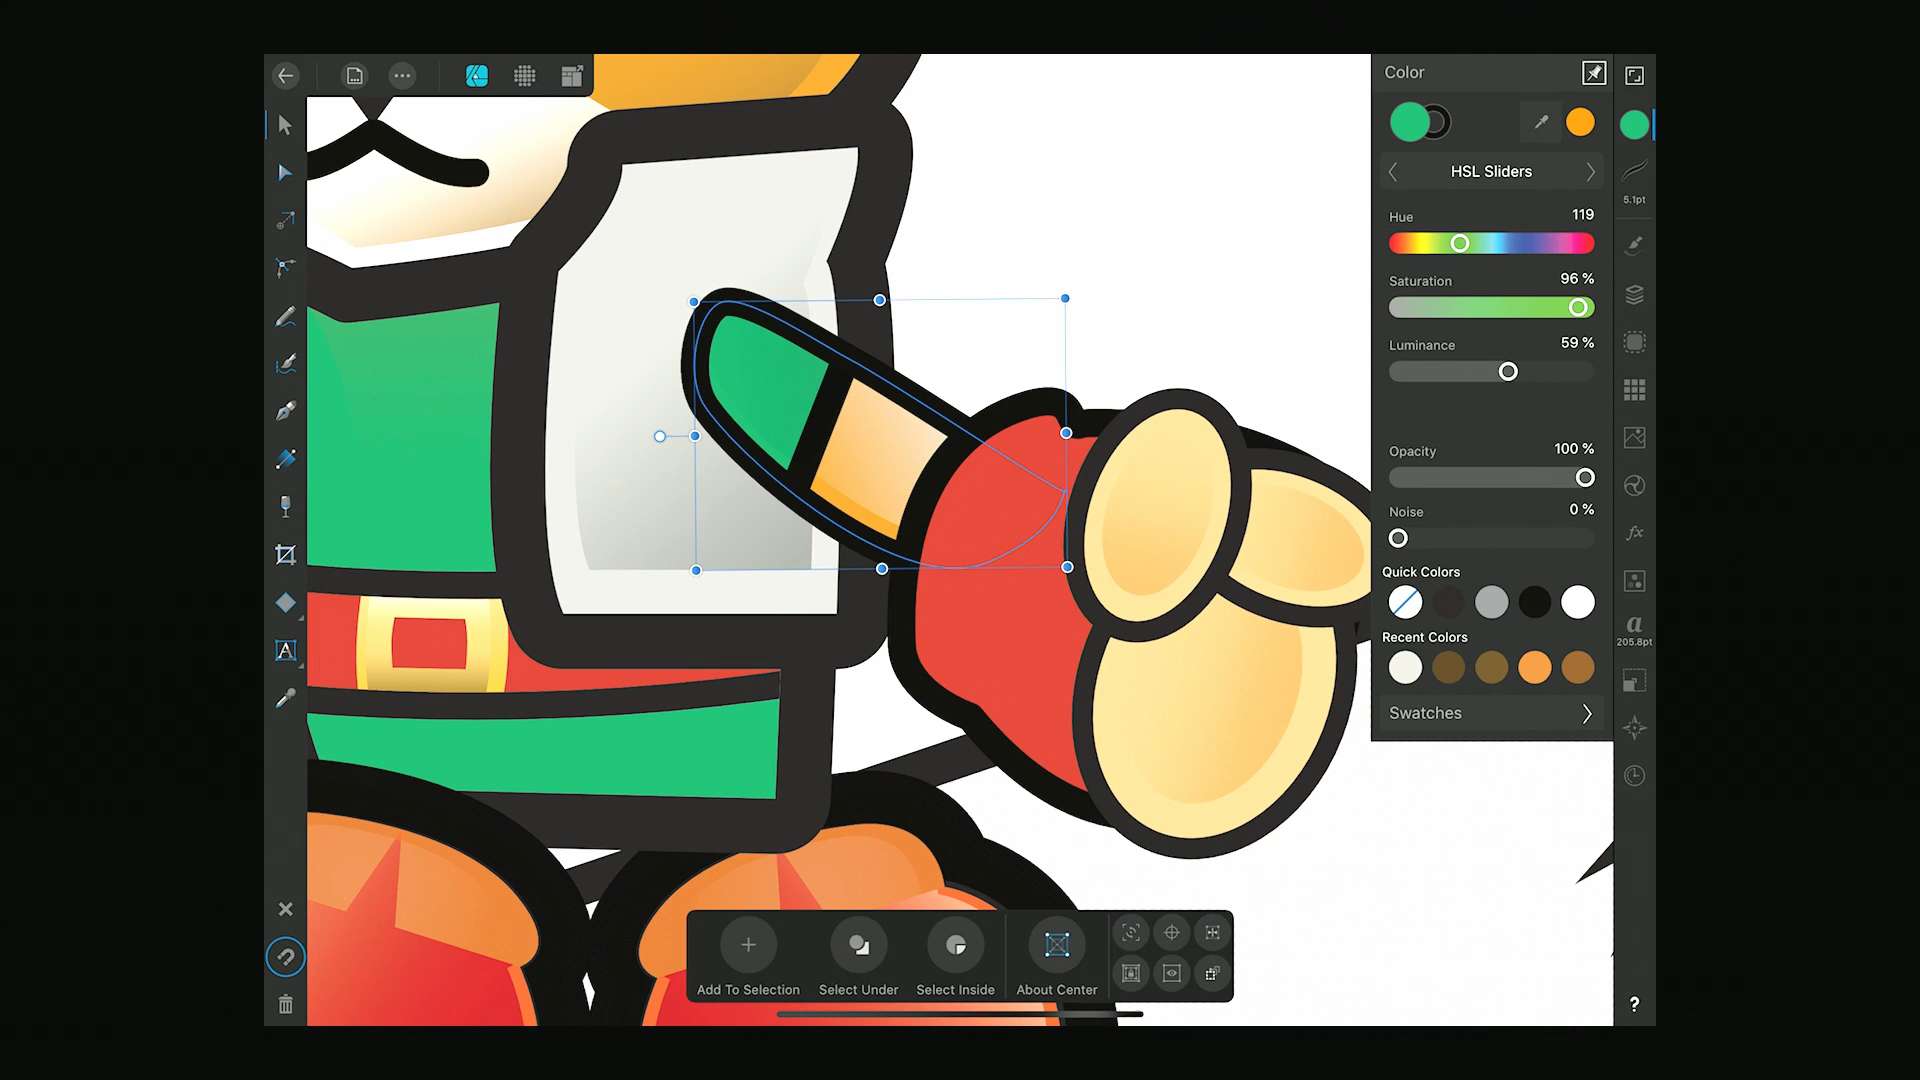 Color
HSL Sliders
5.1pt
Hue 119
Saturation 96 %
Luminance 59 %
Opacity 100 %
Noise 0 %
fx
Quick Colors
a
205.8pt
Recent Colors
Swatches
A
Add To Selection Select Under Select Inside About Center
?